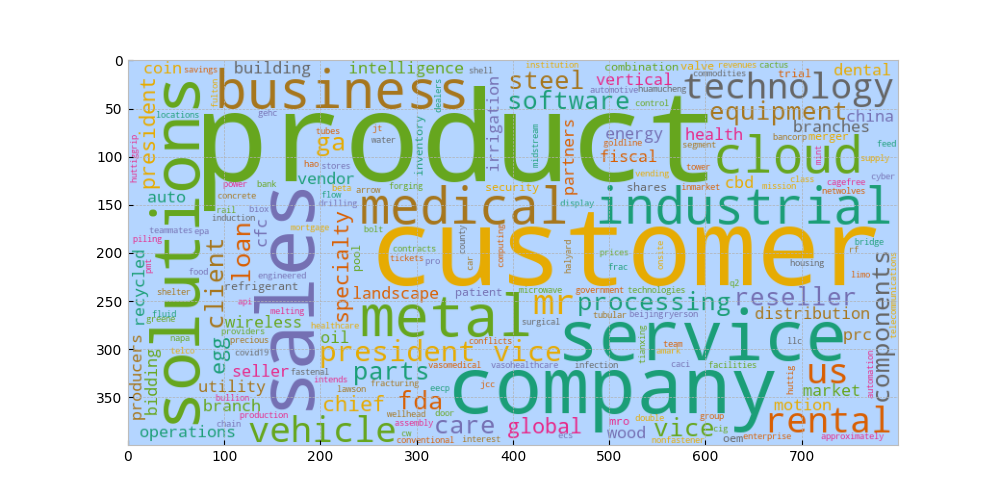 0
50
100
150
200
250
300
350
0 100 200 300 400 500 600 700
coin savings building intelligence shell institution combination valve revenues cactus dental
president business steel vertical commodities trial technology
automotive huamucheng
locations fulton gehc dealers software control equipment china
product
solutions tubes jt water ga inventory irrigation midstream partners energy health branches
goldline segment bancorp merger feed
huttiggrip hao stores fiscal tower cloud mint supply
vendor vending cyber
power bank beta arrow forging security shares inmarket cbd mission class cagefree netwolves
auto concrete flow drilling medical display industrial
rail biox induction
teammates epa cfc mortgage bolt customer
piling loan sales specialty pool contracts county computing halyard prices onsite bridge
pmt food tickets pro car frac housing rf
recycled client engineered limo
shelter refrigerant landscape patient microwave government technologies q2 telecommunications
api melting metal mr processing reseller components
fluid greene wireless healthcare surgical tubular beijingryerson distribution
napa providers precious oil conflicts service tianxing team llc prc
telco egg covid19 president vice anark
producers bidding seller fastenal parts vasomedical vasohealthcare infection caci facilities
utility intends lawson fracturing eecp jcc company huttig us market automation
branch bullion chief fda motion
production wellhead door mro double group rental
chain vehicle assembly care global wood vice cig
operations cw conventional interest ecs nonfastener oem enterprise approximately